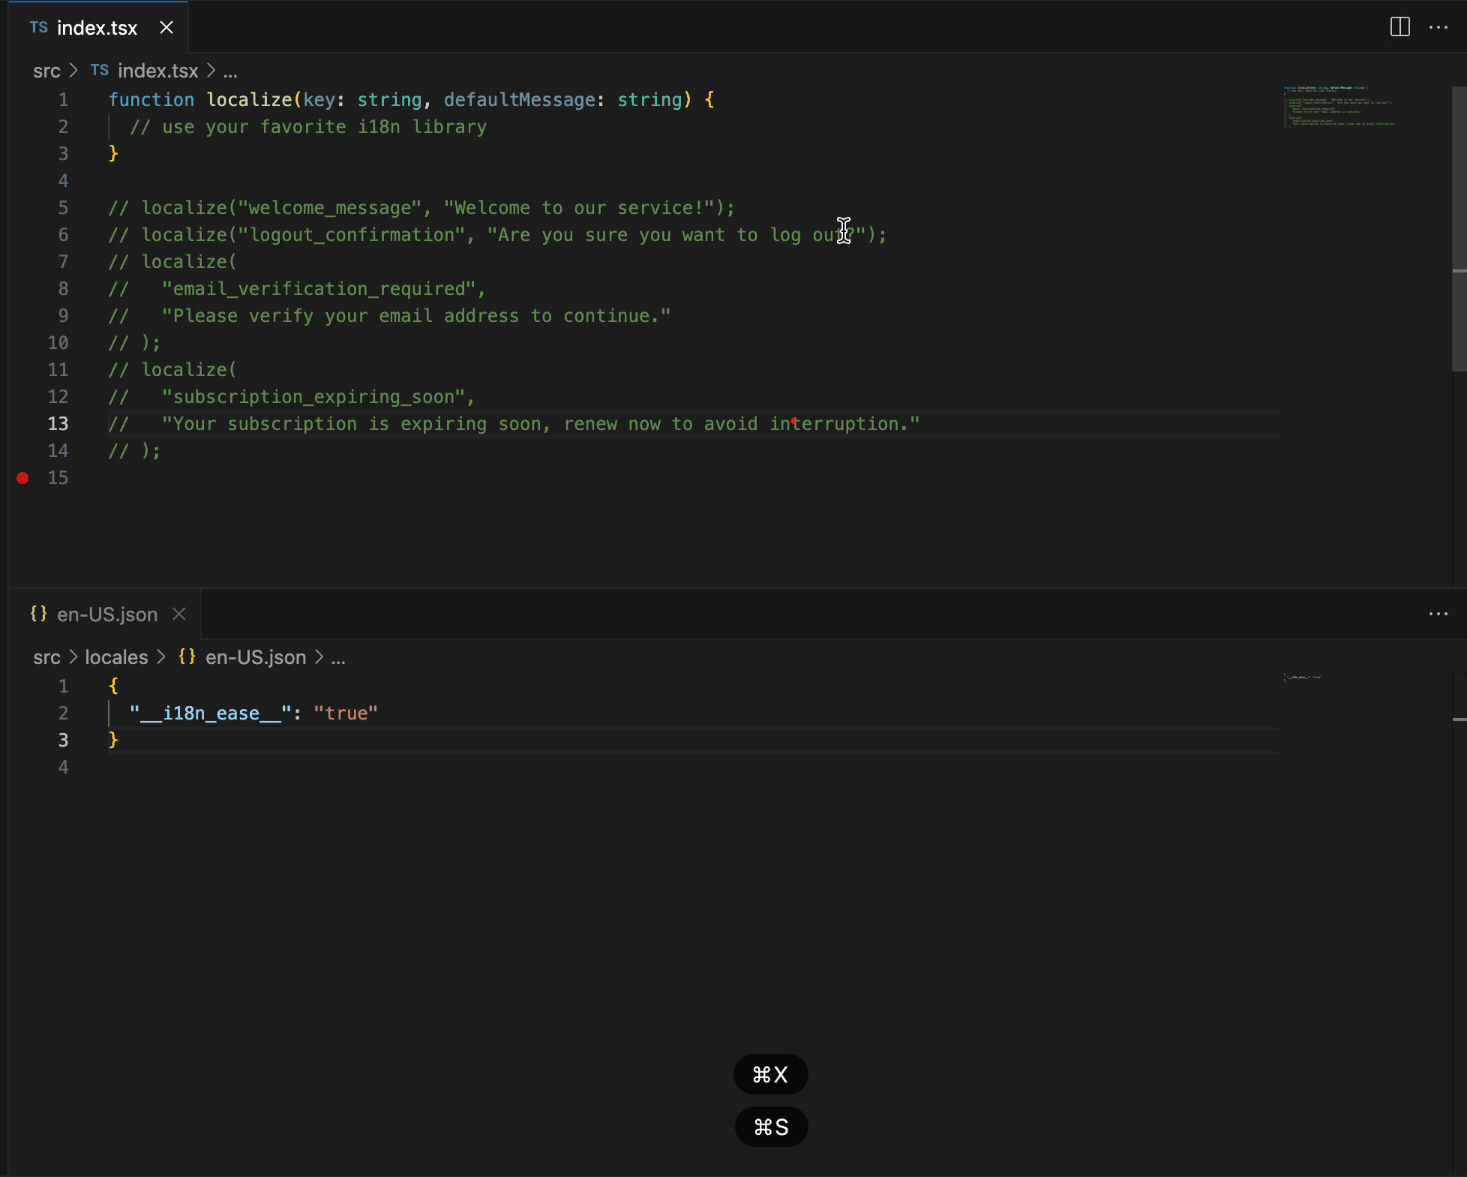 TS index.tsx
src > TS index.tsx > ...
1 function localize(key: string, defaultMessage: string) {
2 // use your favorite i18n library
3 }
4
5 // localize("welcome_message", "Welcome to our service!");
6 // localize("logout_confirmation", "Are you sure you want to log out?");
7 // localize(
8 //   "email_verification_required",
9 //   "Please verify your email address to continue."
10 // );
11 // localize(
12 //   "subscription_expiring_soon",
13 //   "Your subscription is expiring soon, renew now to avoid interruption."
14 // );
15
{} en-US.json
src > locales > {} en-US.json > ...
1 {
2 "__i18n_ease__": "true"
3 }
4
⌘X
⌘S